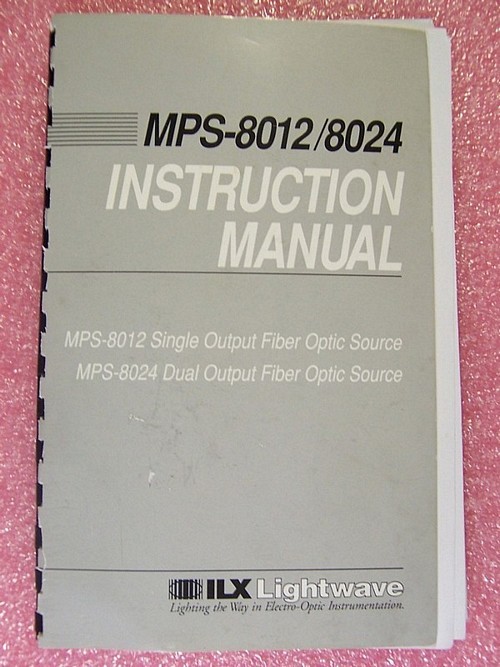 MPS-8012/8024
INSTRUCTION
MANUAL
MPS-8012 Single Output Fiber Optic Source
MPS-8024 Dual Output Fiber Optic Source
ILX Lightwave
Lighting the Way in Electro-Optic Instrumentation.